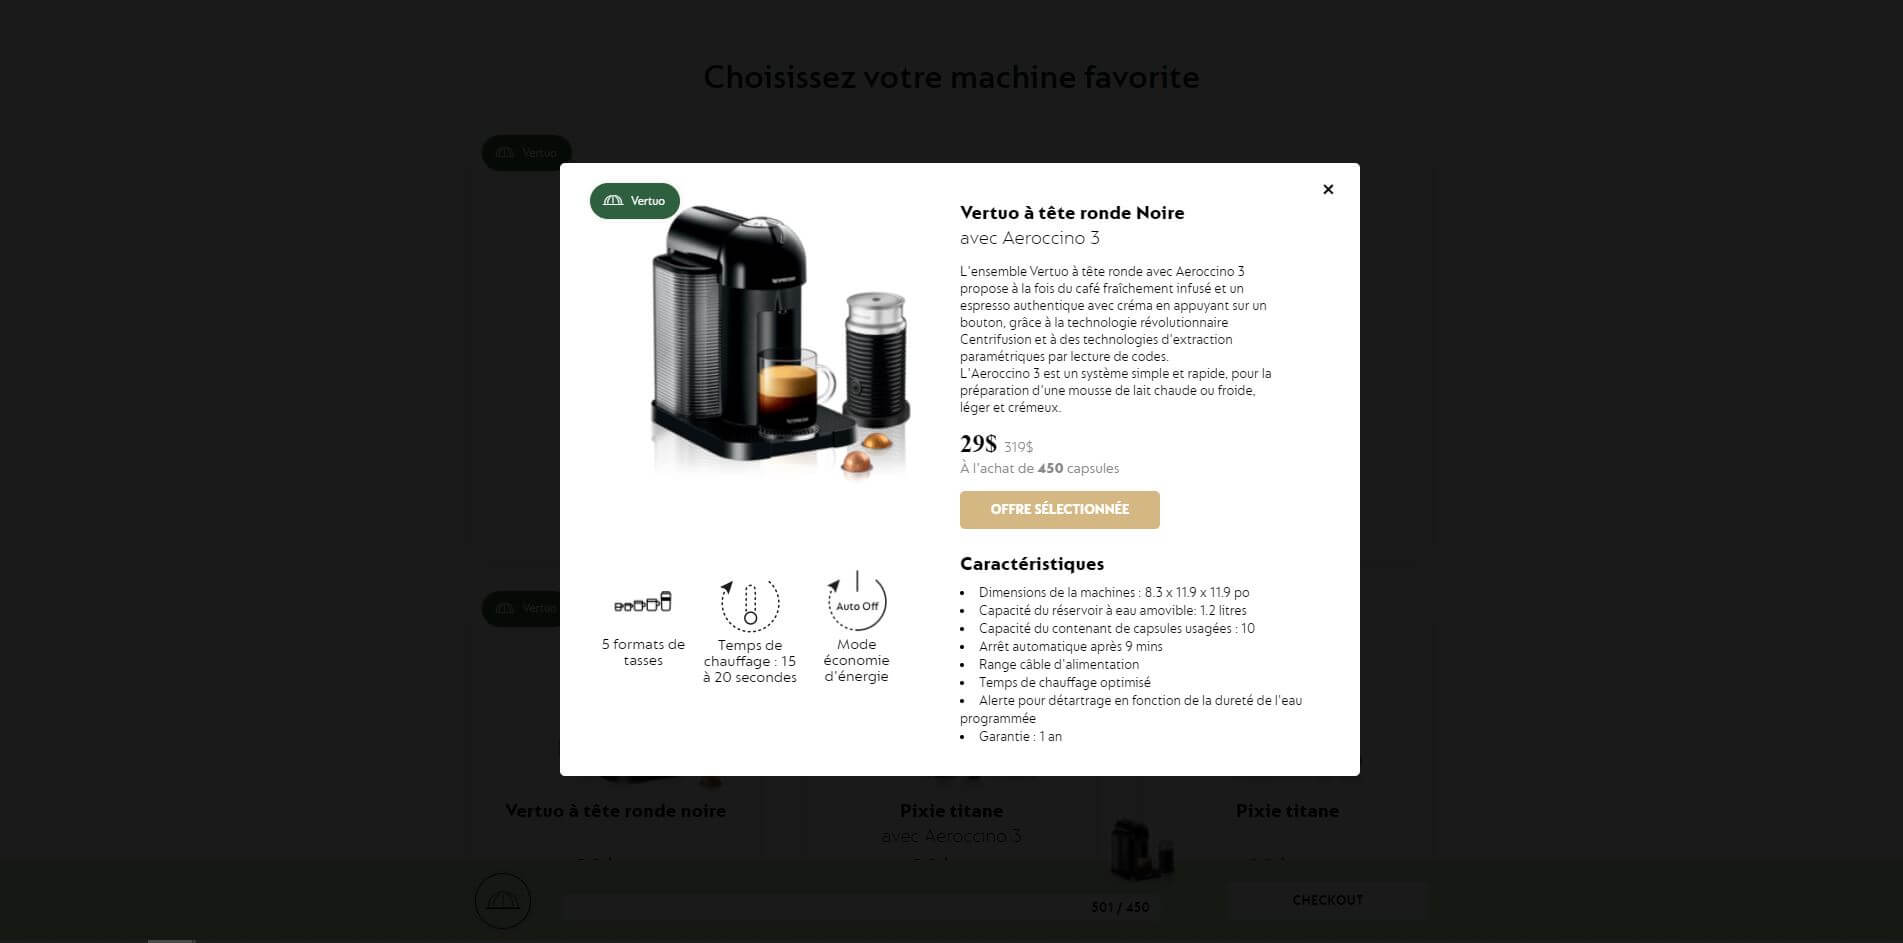 Choisissez votre machine favorite
Vertuo
Vertuo
Vertuo à tête ronde Noire
avec Aeroccino 3
L'ensemble Vertuo à tête ronde avec Aeroccino 3
propose à la fois du café fraîchement infusé et un
espresso authentique avec créma en appuyant sur un
bouton, grâce à la technologie révolutionnaire
Centrifusion et à des technologies d'extraction
paramétriques par lecture de codes.
L'Aeroccino 3 est un système simple et rapide, pour la
préparation d'une mousse de lait chaude ou froide,
léger et crémeux.
29$ 319$
À l'achat de 450 capsules
OFFRE SÉLECTIONNÉE
Caractéristiques
Dimensions de la machines : 8.3 x 11.9 x 11.9 po
Capacité du réservoir à eau amovible: 1.2 litres
Capacité du contenant de capsules usagées : 10
Arrêt automatique après 9 mins
Range câble d'alimentation
Temps de chauffage optimisé
Alerte pour détartrage en fonction de la dureté de l'eau
programmée
Garantie : 1 an
Auto Off
5 formats de
tasses
Temps de
chauffage : 15
à 20 secondes
Mode
économie
d'énergie
Vertuo
Vertuo à tête ronde noire
Pixie titane
avec Aeroccino 3
Pixie titane
501 / 450
CHECKOUT